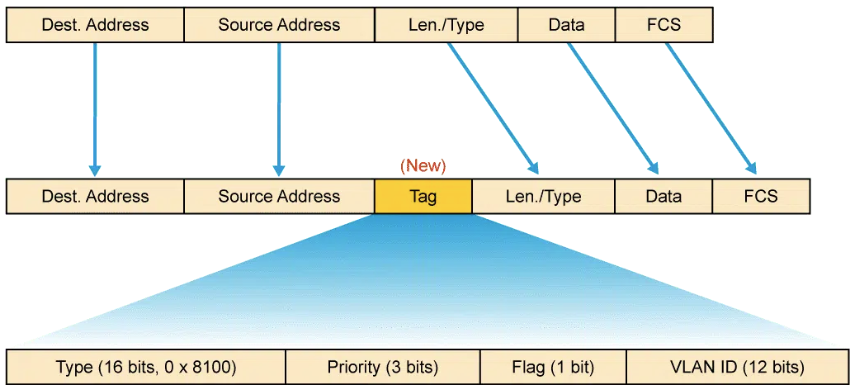 Dest. Address Source Address Len./Type Data FCS
(New)
Dest. Address Source Address Tag Len./Type Data FCS
Type (16 bits, 0 x 8100) Priority (3 bits) Flag (1 bit) VLAN ID (12 bits)